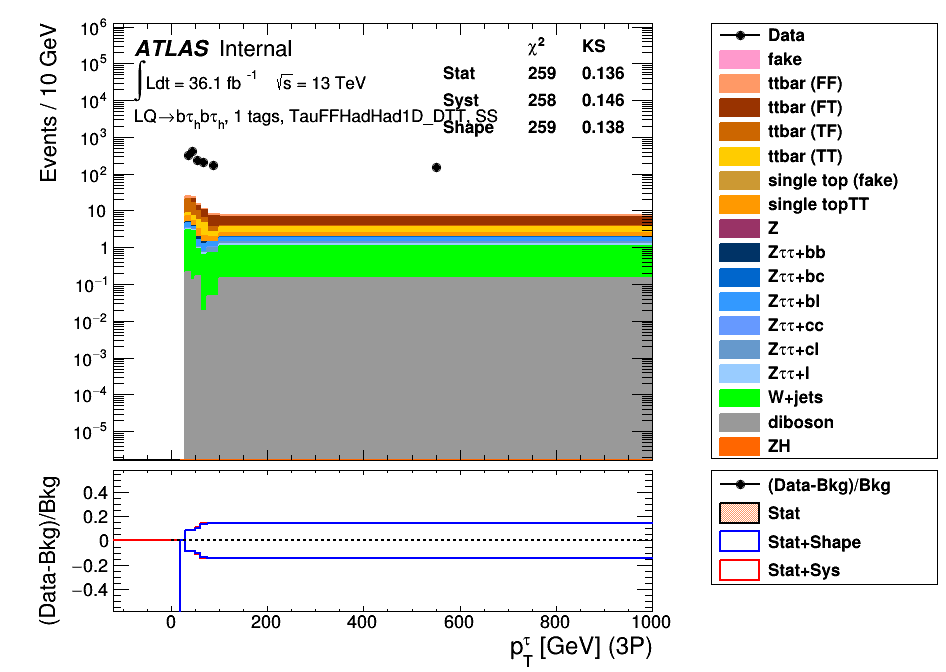 ATLAS Internal
∫Ldt = 36.1 fb⁻¹ √s = 13 TeV
LQ→bτₕbτₕ, 1 tags, TauFFHadHad1D_DTT, SS
χ² KS
Stat 259 0.136
Syst 258 0.146
Shape 259 0.138
Events / 10 GeV
10⁶
10⁵
10⁴
10³
10²
10
1
10⁻¹
10⁻²
10⁻³
10⁻⁴
10⁻⁵
Data
fake
ttbar (FF)
ttbar (FT)
ttbar (TF)
ttbar (TT)
single top (fake)
single topTT
Z
Zττ+bb
Zττ+bc
Zττ+bl
Zττ+cc
Zττ+cl
Zττ+l
W+jets
diboson
ZH
(Data-Bkg)/Bkg
0.4
0.2
0
−0.2
−0.4
0 200 400 600 800 1000
p_T^τ [GeV] (3P)
(Data-Bkg)/Bkg
Stat
Stat+Shape
Stat+Sys